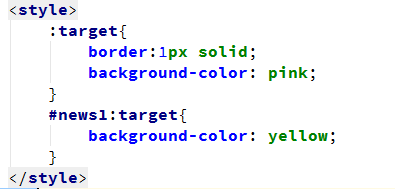 <style>
:target{
border:1px solid;
background-color: pink;
}
#news1:target{
background-color: yellow;
}
</style>